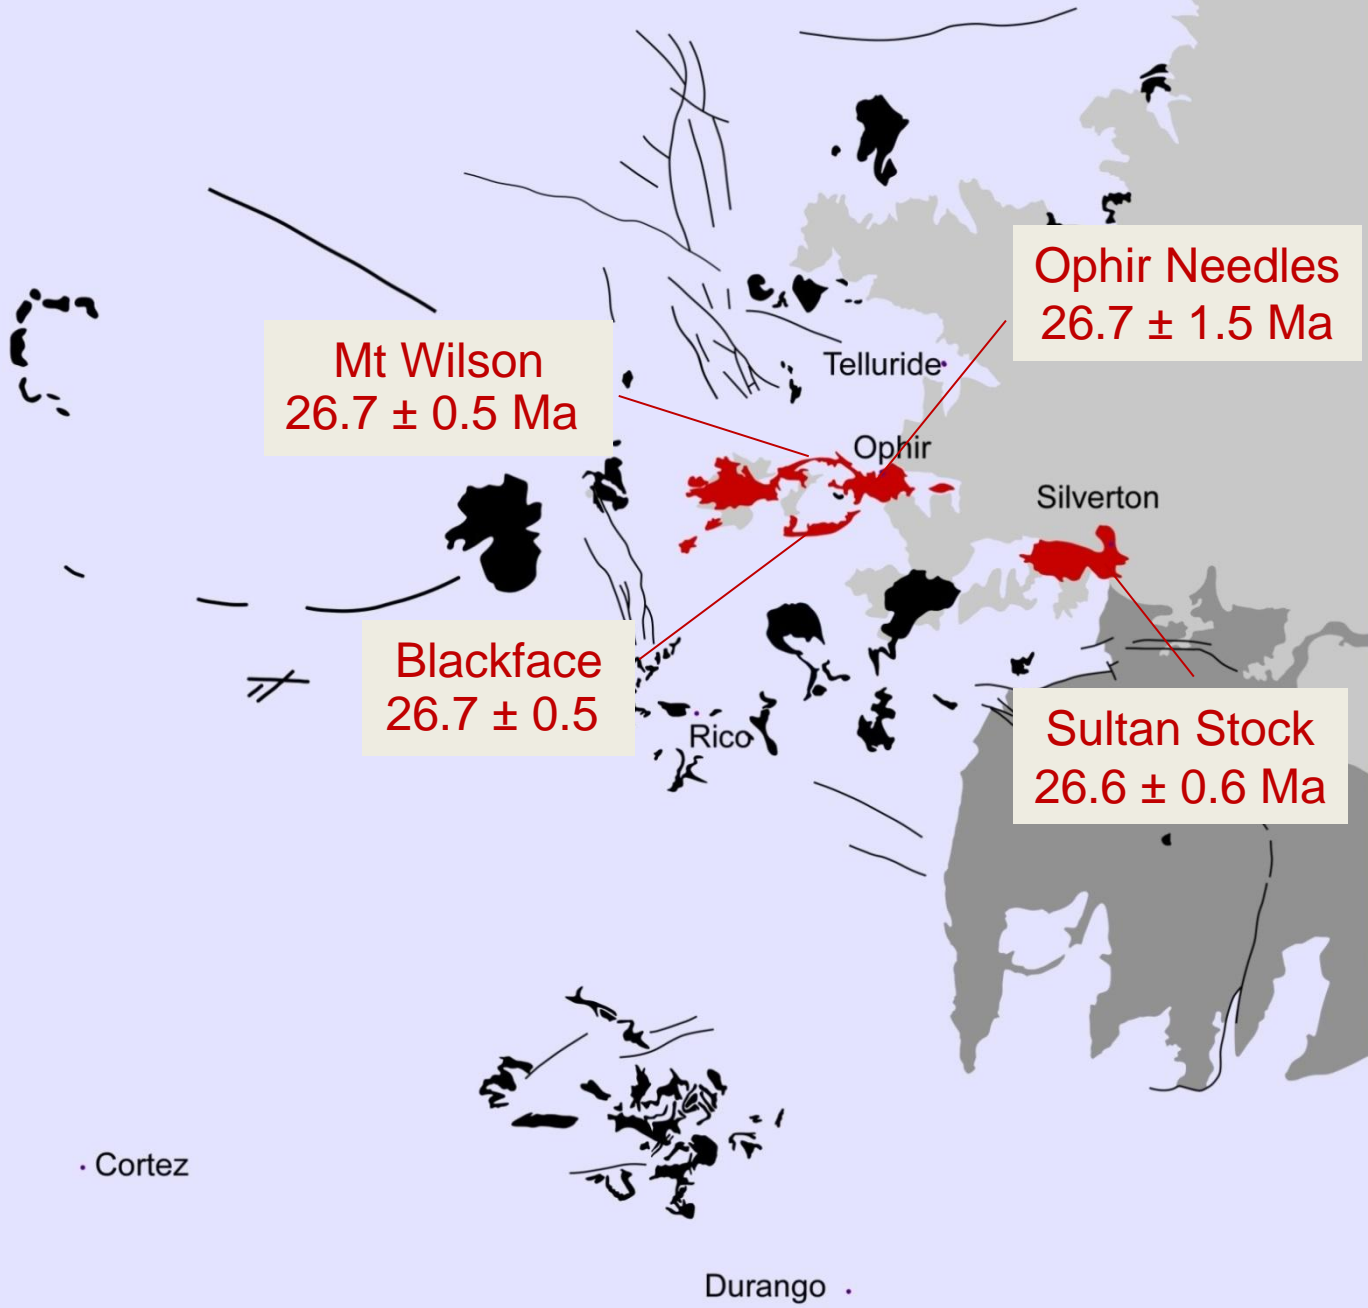 Ophir Needles
26.7 ± 1.5 Ma
Mt Wilson
26.7 ± 0.5 Ma
Telluride
Ophir
Silverton
Blackface
26.7 ± 0.5
Rico
Sultan Stock
26.6 ± 0.6 Ma
Cortez
Durango